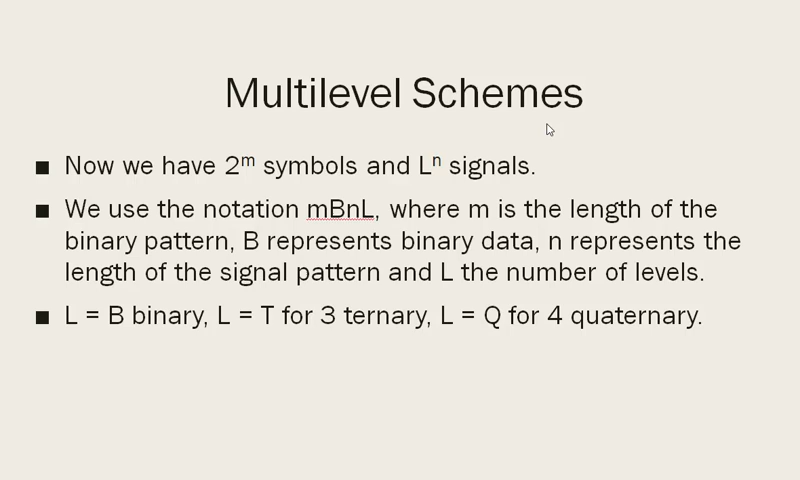 Multilevel Schemes
■ Now we have 2ᵐ symbols and Lⁿ signals.
■ We use the notation mBnL, where m is the length of the
binary pattern, B represents binary data, n represents the
length of the signal pattern and L the number of levels.
■ L = B binary, L = T for 3 ternary, L = Q for 4 quaternary.